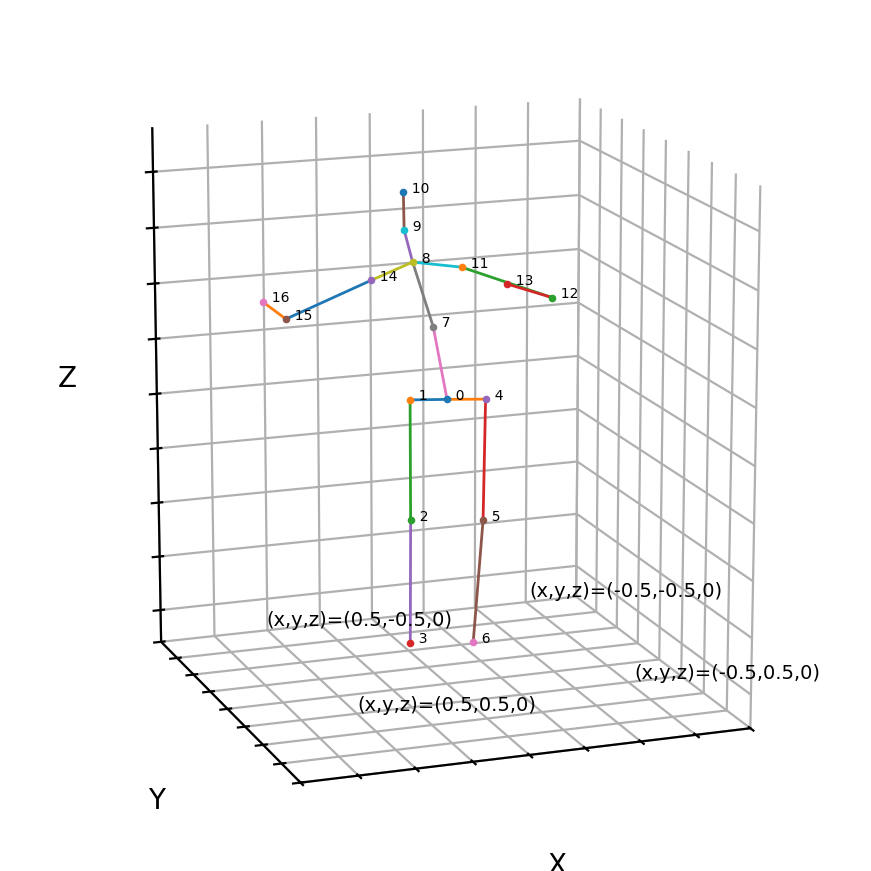 10
9
8
11
14
13
12
16
15
7
Z
1
0
4
2
5
(x,y,z)=(-0.5,-0.5,0)
(x,y,z)=(0.5,-0.5,0)
3
6
(x,y,z)=(-0.5,0.5,0)
(x,y,z)=(0.5,0.5,0)
Y
X